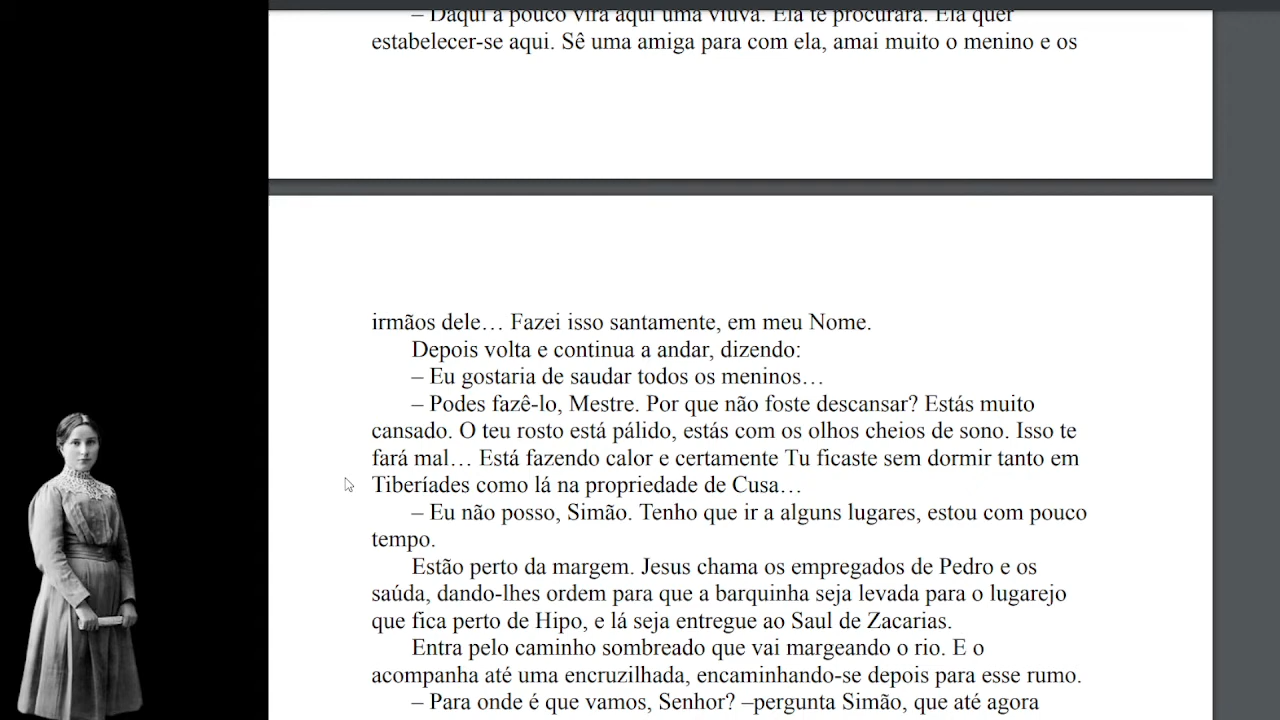 – Daqui a pouco virá aqui uma viúva. Ela te procurará. Ela quer
estabelecer-se aqui. Sê uma amiga para com ela, amai muito o menino e os
irmãos dele… Fazei isso santamente, em meu Nome.
Depois volta e continua a andar, dizendo:
– Eu gostaria de saudar todos os meninos…
– Podes fazê-lo, Mestre. Por que não foste descansar? Estás muito
cansado. O teu rosto está pálido, estás com os olhos cheios de sono. Isso te
fará mal… Está fazendo calor e certamente Tu ficaste sem dormir tanto em
Tiberíades como lá na propriedade de Cusa…
– Eu não posso, Simão. Tenho que ir a alguns lugares, estou com pouco
tempo.
Estão perto da margem. Jesus chama os empregados de Pedro e os
saúda, dando-lhes ordem para que a barquinha seja levada para o lugarejo
que fica perto de Hipo, e lá seja entregue ao Saul de Zacarias.
Entra pelo caminho sombreado que vai margeando o rio. E o
acompanha até uma encruzilhada, encaminhando-se depois para esse rumo.
– Para onde é que vamos, Senhor? –pergunta Simão, que até agora